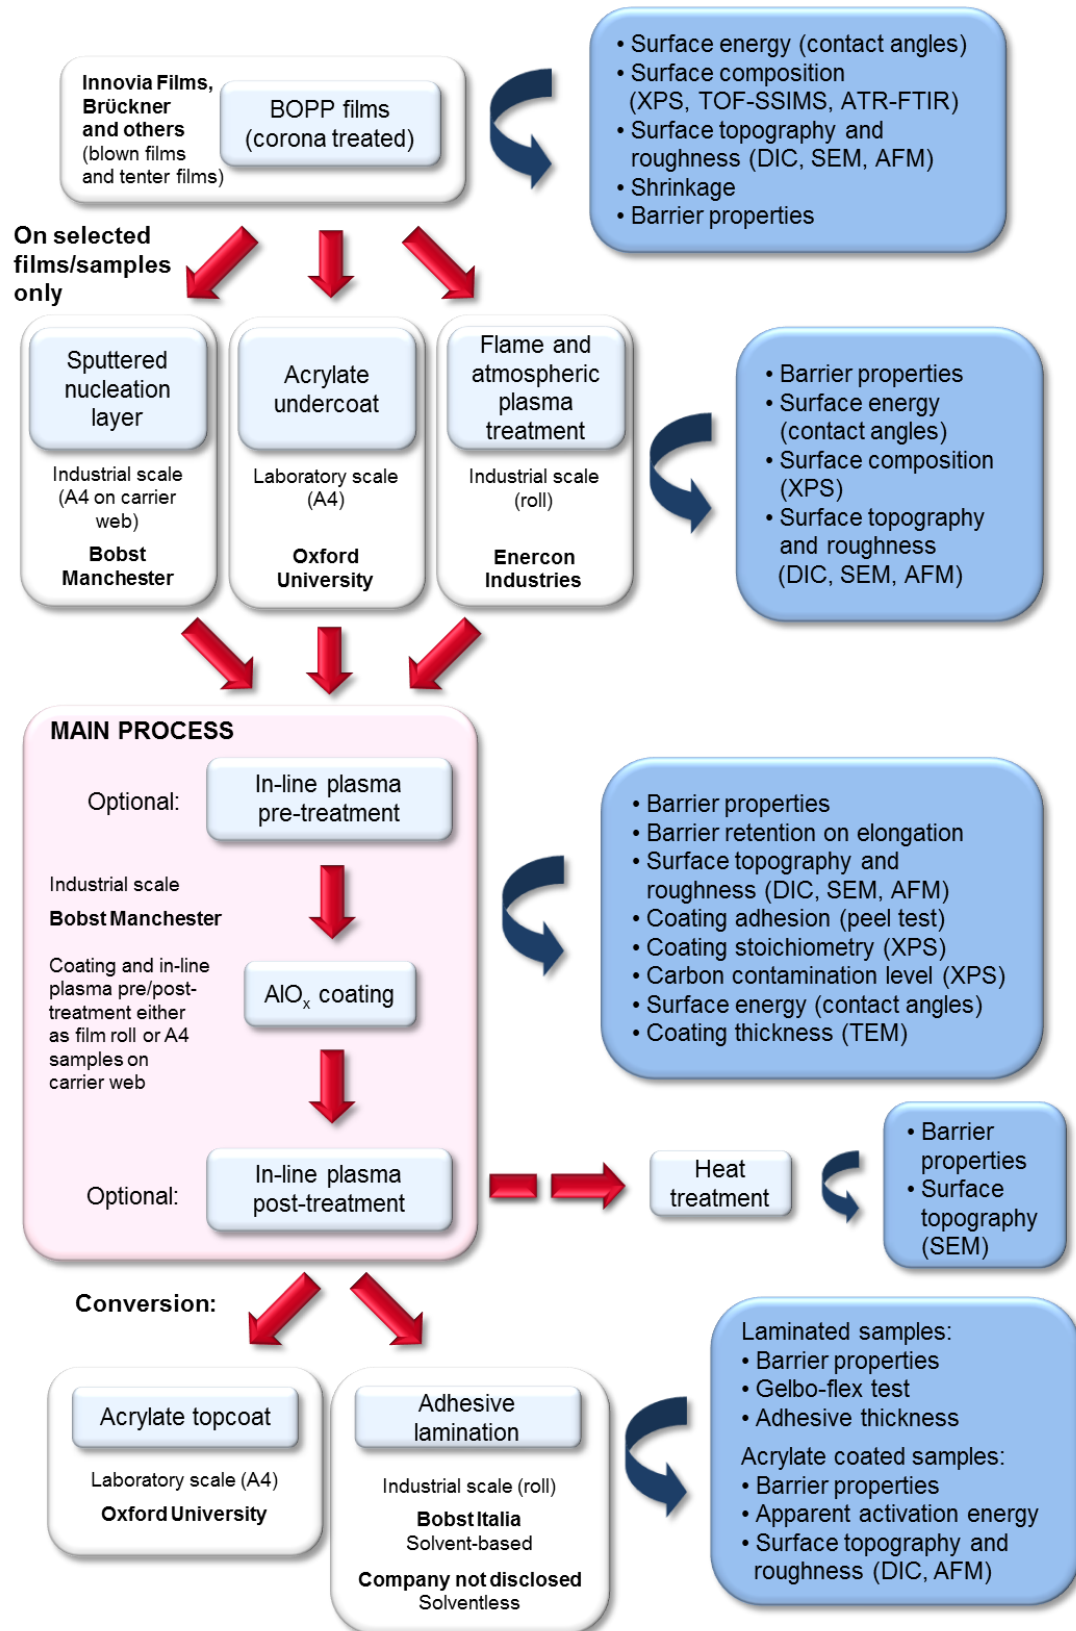 Innovia Films,
Brückner
and others
(blown films
and tenter films)
BOPP films
(corona treated)
• Surface energy (contact angles)
• Surface composition
(XPS, TOF-SSIMS, ATR-FTIR)
• Surface topography and
roughness (DIC, SEM, AFM)
• Shrinkage
• Barrier properties
On selected
films/samples
only
Sputtered
nucleation
layer
Industrial scale
(A4 on carrier
web)
Bobst
Manchester
Acrylate
undercoat
Laboratory scale
(A4)
Oxford
University
Flame and
atmospheric
plasma
treatment
Industrial scale
(roll)
Enercon
Industries
• Barrier properties
• Surface energy
(contact angles)
• Surface composition
(XPS)
• Surface topography
and roughness
(DIC, SEM, AFM)
MAIN PROCESS
Optional:
In-line plasma
pre-treatment
Industrial scale
Bobst Manchester
Coating and in-line
plasma pre/post-
treatment either
as film roll or A4
samples on
carrier web
AlOₓ coating
Optional:
In-line plasma
post-treatment
• Barrier properties
• Barrier retention on elongation
• Surface topography and
roughness (DIC, SEM, AFM)
• Coating adhesion (peel test)
• Coating stoichiometry (XPS)
• Carbon contamination level (XPS)
• Surface energy (contact angles)
• Coating thickness (TEM)
Heat
treatment
• Barrier
properties
• Surface
topography
(SEM)
Conversion:
Acrylate topcoat
Laboratory scale (A4)
Oxford University
Adhesive
lamination
Industrial scale (roll)
Bobst Italia
Solvent-based
Company not disclosed
Solventless
Laminated samples:
• Barrier properties
• Gelbo-flex test
• Adhesive thickness
Acrylate coated samples:
• Barrier properties
• Apparent activation energy
• Surface topography and
roughness (DIC, AFM)